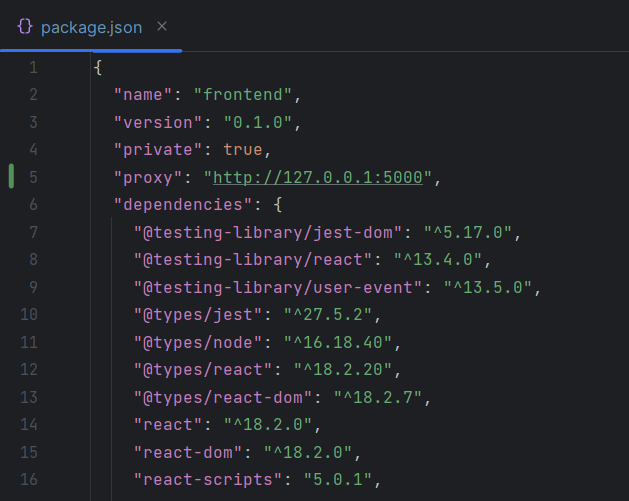 {} package.json ×
1 {
2 "name": "frontend",
3 "version": "0.1.0",
4 "private": true,
5 "proxy": "http://127.0.0.1:5000",
6 "dependencies": {
7 "@testing-library/jest-dom": "^5.17.0",
8 "@testing-library/react": "^13.4.0",
9 "@testing-library/user-event": "^13.5.0",
10 "@types/jest": "^27.5.2",
11 "@types/node": "^16.18.40",
12 "@types/react": "^18.2.20",
13 "@types/react-dom": "^18.2.7",
14 "react": "^18.2.0",
15 "react-dom": "^18.2.0",
16 "react-scripts": "5.0.1",